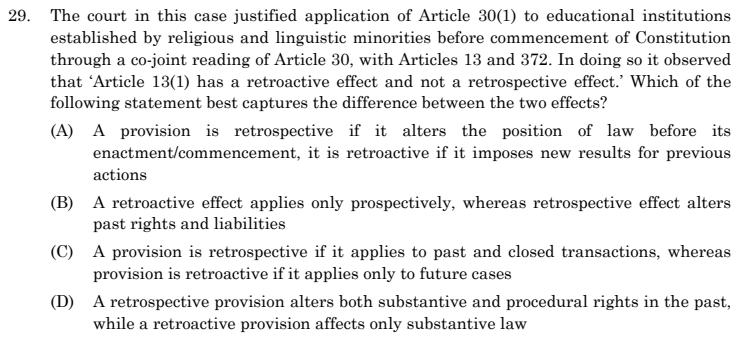 29. The court in this case justified application of Article 30(1) to educational institutions
established by religious and linguistic minorities before commencement of Constitution
through a co-joint reading of Article 30, with Articles 13 and 372. In doing so it observed
that ‘Article 13(1) has a retroactive effect and not a retrospective effect.’ Which of the
following statement best captures the difference between the two effects?
(A) A provision is retrospective if it alters the position of law before its
enactment/commencement, it is retroactive if it imposes new results for previous
actions
(B) A retroactive effect applies only prospectively, whereas retrospective effect alters
past rights and liabilities
(C) A provision is retrospective if it applies to past and closed transactions, whereas
provision is retroactive if it applies only to future cases
(D) A retrospective provision alters both substantive and procedural rights in the past,
while a retroactive provision affects only substantive law